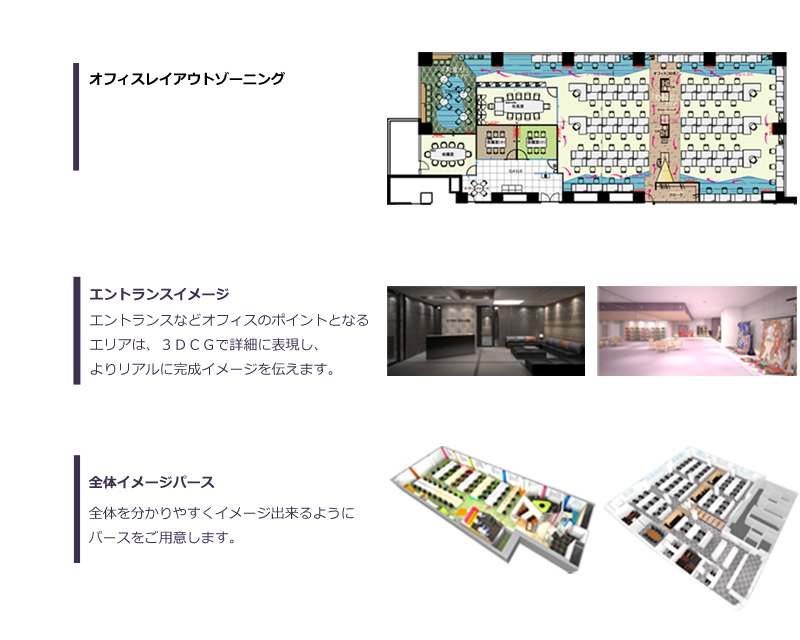 オフィスレイアウトゾーニング
エントランスイメージ
エントランスなどオフィスのポイントとなる
エリアは、３ＤＣＧで詳細に表現し、
よりリアルに完成イメージを伝えます。
全体イメージパース
全体を分かりやすくイメージ出来るように
パースをご用意します。